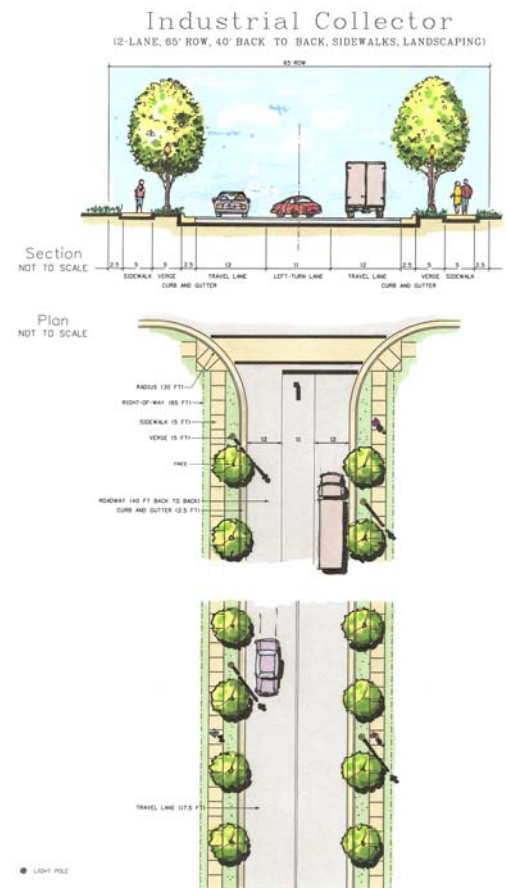 Industrial Collector
(2-LANE, 65' ROW, 40' BACK TO BACK, SIDEWALKS, LANDSCAPING)
65 ROW
Section
NOT TO SCALE
2.5 5 5 2.5 12 11 12 2.5 5 5 2.5
SIDEWALK VERGE TRAVEL LANE LEFT-TURN LANE TRAVEL LANE VERGE SIDEWALK
CURB AND GUTTER CURB AND GUTTER
Plan
NOT TO SCALE
RADIUS (30 FT)
RIGHT-OF-WAY (65 FT)
SIDEWALK (5 FT)
VERGE (5 FT)
12 11 12
TREE
ROADWAY (40 FT BACK TO BACK)
CURB AND GUTTER (2.5 FT)
TRAVEL LANE (17.5 FT)
LIGHT POLE